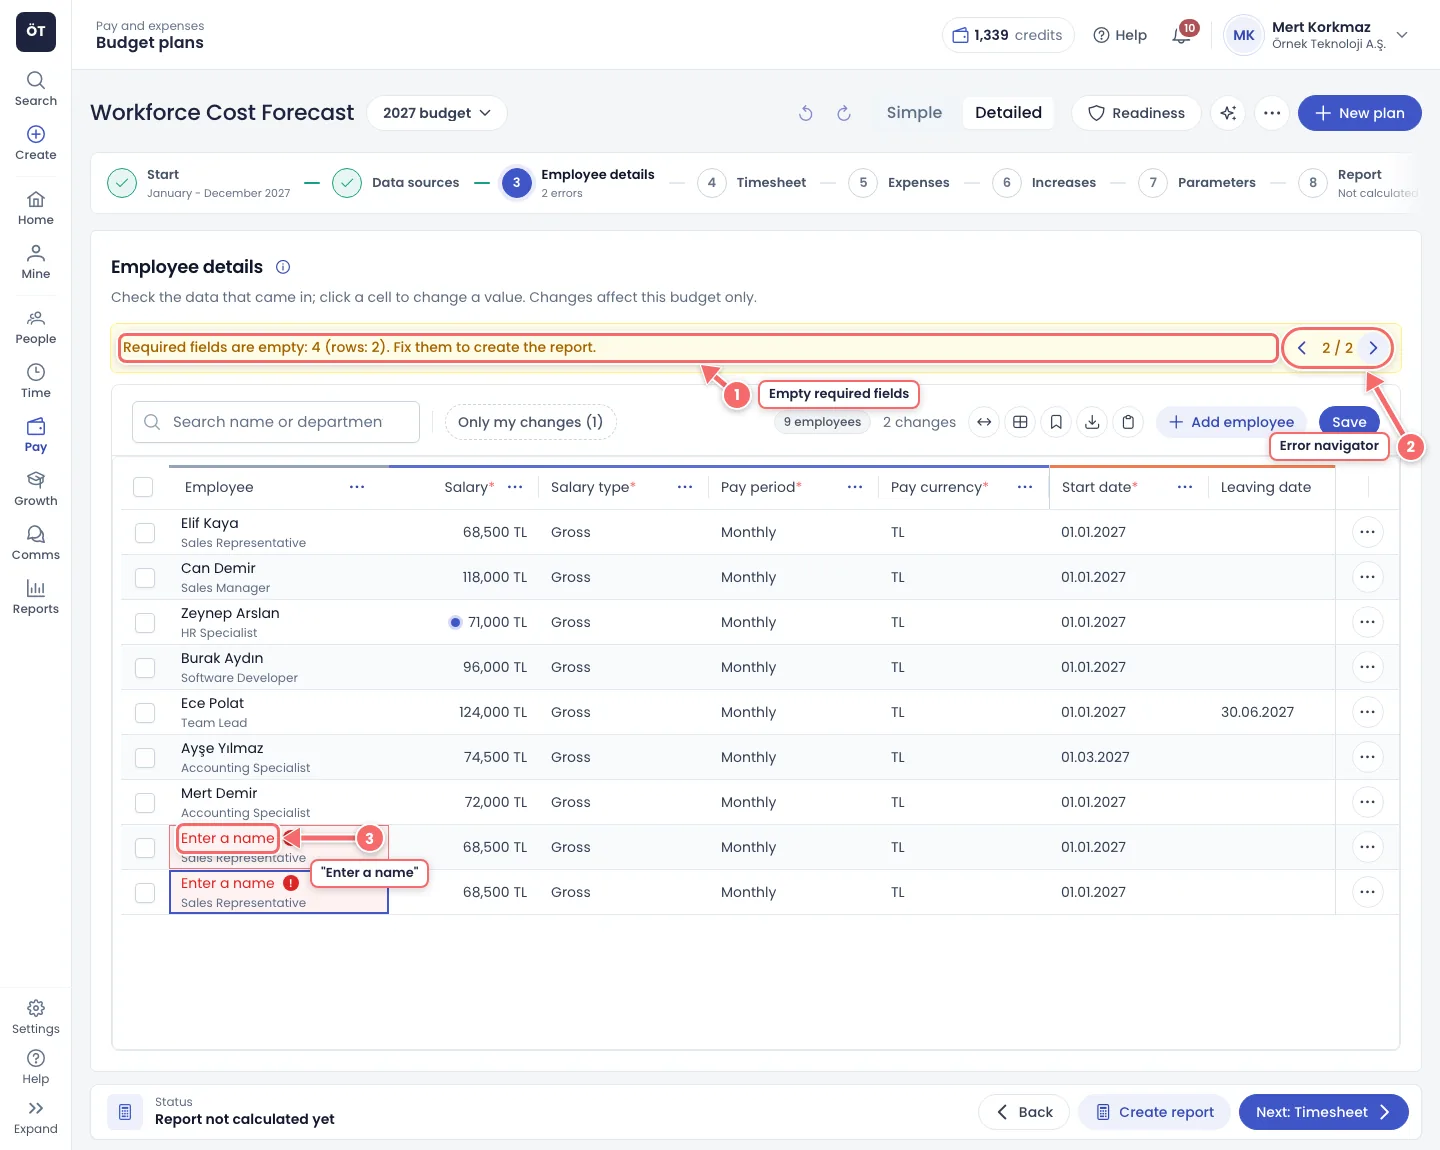 ÖT
Search
Create
Home
Mine
People
Time
Pay
Growth
Comms
Reports
Settings
Help
Expand
Pay and expenses
Budget plans
1,339 credits
Help
10
MK
Mert Korkmaz
Örnek Teknoloji A.Ş.
Workforce Cost Forecast
2027 budget
Simple
Detailed
Readiness
New plan
Start
January - December 2027
Data sources
3
Employee details
2 errors
4 Timesheet
5 Expenses
6 Increases
7 Parameters
8
Report
Not calculated
Employee details
Check the data that came in; click a cell to change a value. Changes affect this budget only.
Required fields are empty: 4 (rows: 2). Fix them to create the report.
2 / 2
1
Empty required fields
Search name or departmen
Only my changes (1)
9 employees
2 changes
Add employee
Save
Error navigator
2
Employee Salary* Salary type* Pay period* Pay currency* Start date* Leaving date
Elif Kaya
Sales Representative
68,500 TL Gross Monthly TL 01.01.2027
Can Demir
Sales Manager
118,000 TL Gross Monthly TL 01.01.2027
Zeynep Arslan
HR Specialist
71,000 TL Gross Monthly TL 01.01.2027
Burak Aydın
Software Developer
96,000 TL Gross Monthly TL 01.01.2027
Ece Polat
Team Lead
124,000 TL Gross Monthly TL 01.01.2027 30.06.2027
Ayşe Yılmaz
Accounting Specialist
74,500 TL Gross Monthly TL 01.03.2027
Mert Demir
Accounting Specialist
72,000 TL Gross Monthly TL 01.01.2027
Enter a name
3
Sales Representative
68,500 TL Gross Monthly TL 01.01.2027
"Enter a name"
Enter a name !
Sales Representative
68,500 TL Gross Monthly TL 01.01.2027
Status
Report not calculated yet
Back
Create report
Next: Timesheet